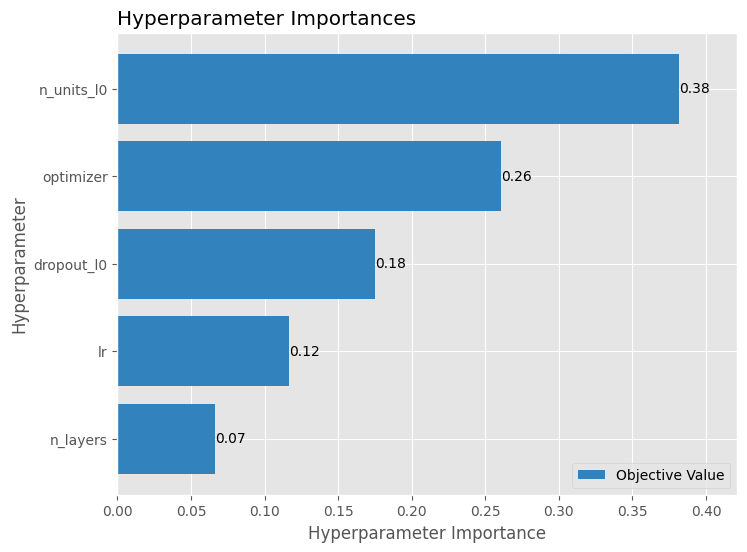 Hyperparameter Importances
Hyperparameter
n_units_l0
0.38
optimizer
0.26
dropout_l0
0.18
lr
0.12
n_layers
0.07
Objective Value
0.00 0.05 0.10 0.15 0.20 0.25 0.30 0.35 0.40
Hyperparameter Importance